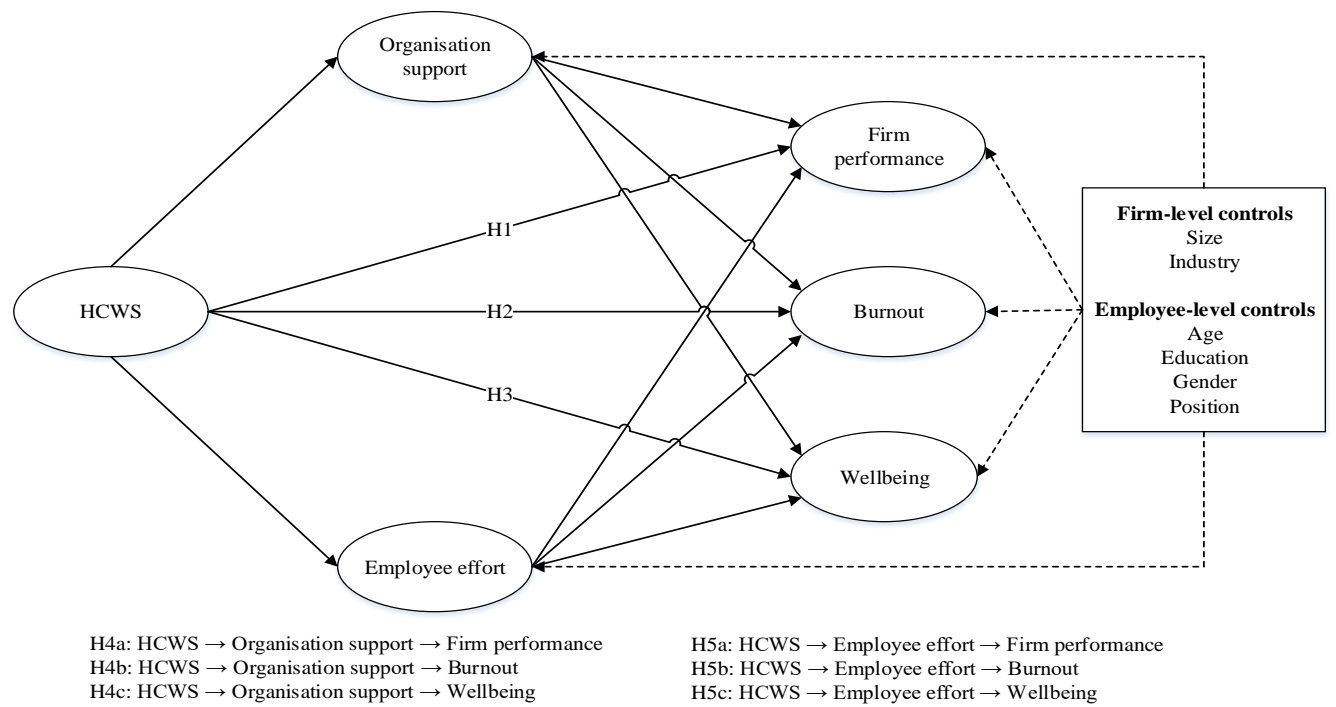 Organisation
support
Firm
performance
HCWS
H1
H2
H3
Burnout
Wellbeing
Employee effort
Firm-level controls
Size
Industry
Employee-level controls
Age
Education
Gender
Position
H4a: HCWS → Organisation support → Firm performance
H4b: HCWS → Organisation support → Burnout
H4c: HCWS → Organisation support → Wellbeing
H5a: HCWS → Employee effort → Firm performance
H5b: HCWS → Employee effort → Burnout
H5c: HCWS → Employee effort → Wellbeing